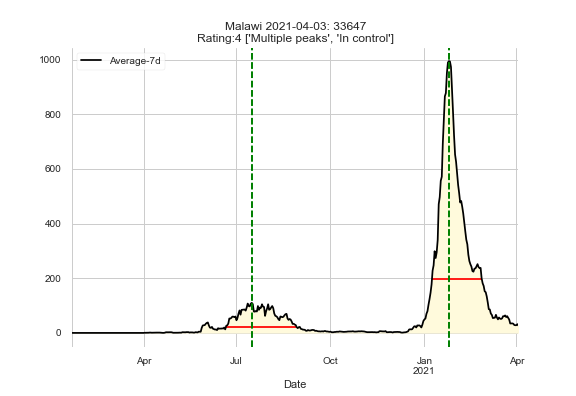 Malawi 2021-04-03: 33647
Rating:4 ['Multiple peaks', 'In control']
Average-7d
1000
800
600
400
200
0
Apr
Jul
Oct
Jan
2021
Apr
Date